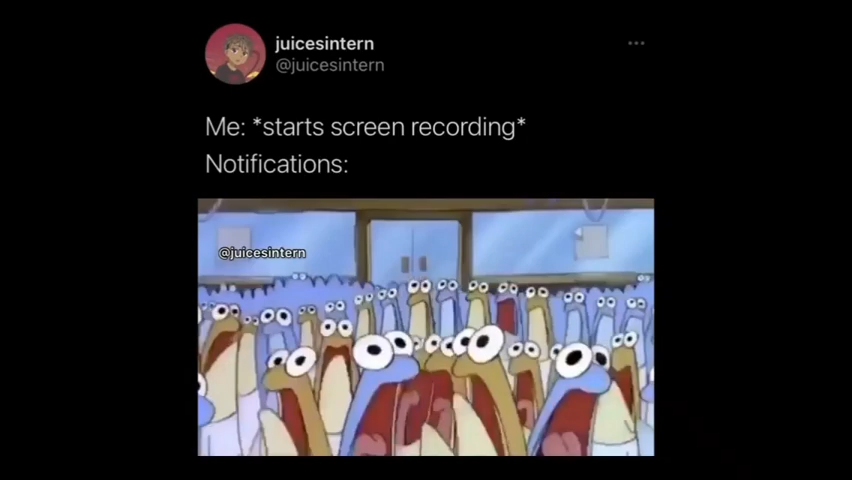 juicesintern
@juicesintern
Me: *starts screen recording*
Notifications:
@juicesintern